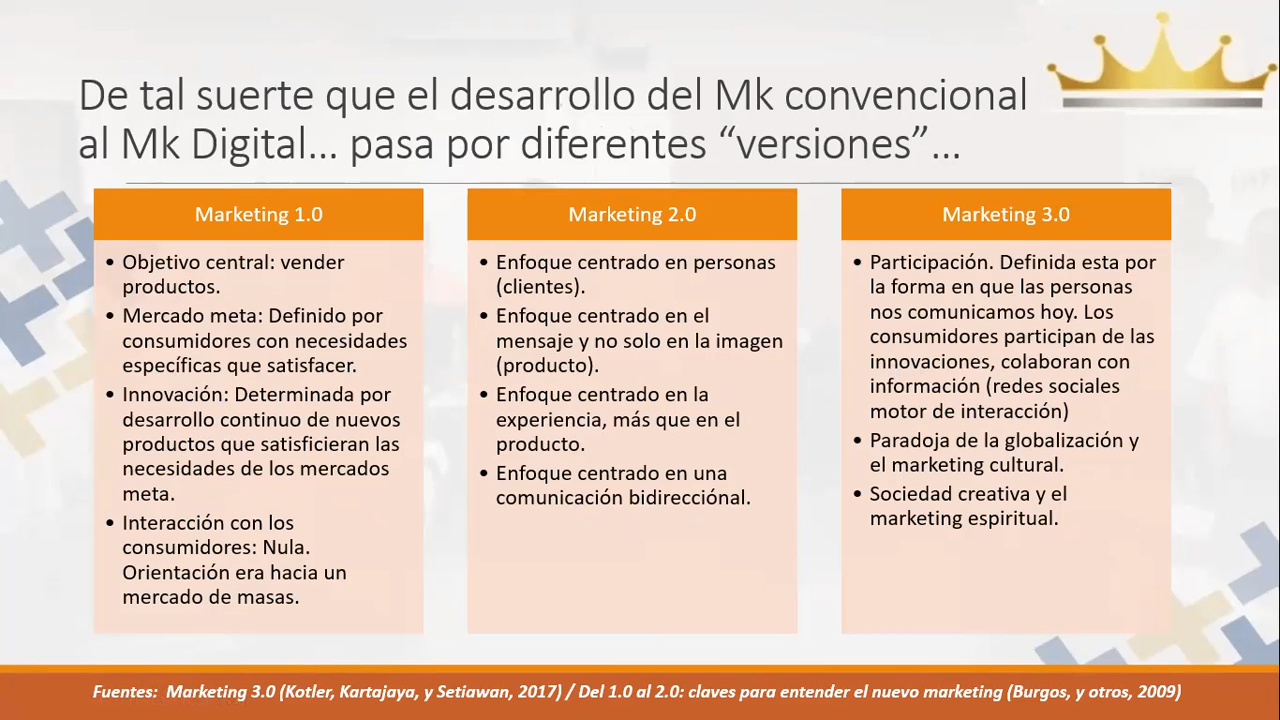 De tal suerte que el desarrollo del Mk convencional
al Mk Digital... pasa por diferentes “versiones”...
Marketing 1.0
• Objetivo central: vender
productos.
• Mercado meta: Definido por
consumidores con necesidades
específicas que satisfacer.
• Innovación: Determinada por
desarrollo continuo de nuevos
productos que satisficieran las
necesidades de los mercados
meta.
• Interacción con los
consumidores: Nula.
Orientación era hacia un
mercado de masas.
Marketing 2.0
• Enfoque centrado en personas
(clientes).
• Enfoque centrado en el
mensaje y no solo en la imagen
(producto).
• Enfoque centrado en la
experiencia, más que en el
producto.
• Enfoque centrado en una
comunicación bidirecciónal.
Marketing 3.0
• Participación. Definida esta por
la forma en que las personas
nos comunicamos hoy. Los
consumidores participan de las
innovaciones, colaboran con
información (redes sociales
motor de interacción)
• Paradoja de la globalización y
el marketing cultural.
• Sociedad creativa y el
marketing espiritual.
Fuentes: Marketing 3.0 (Kotler, Kartajaya, y Setiawan, 2017) / Del 1.0 al 2.0: claves para entender el nuevo marketing (Burgos, y otros, 2009)